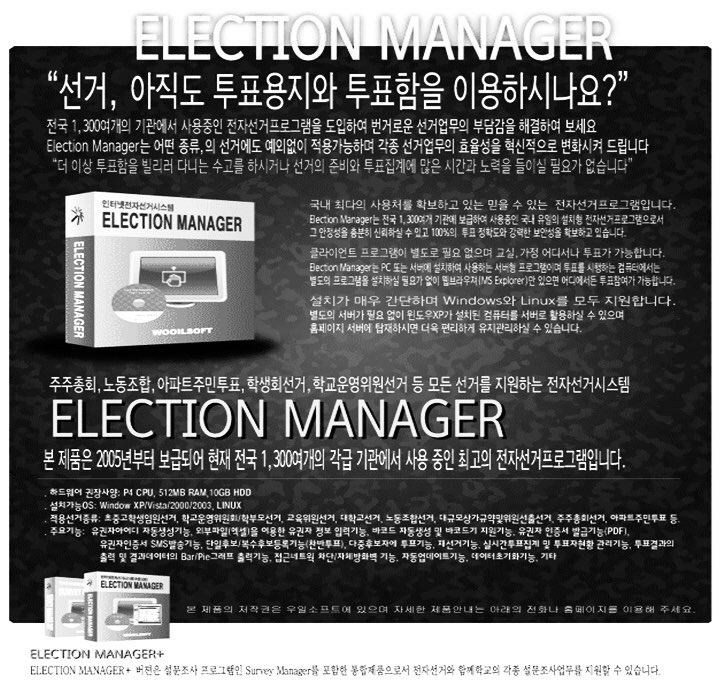 ELECTION MANAGER
“선거, 아직도 투표용지와 투표함을 이용하시나요?”
전국 1,300여개의 기관에서 사용중인 전자선거프로그램을 도입하여 번거로운 선거업무의 부담감을 해결하여 보세요
Election Manager는 어떤 종류,의 선거에도 예외없이 적용가능하며 각종 선거업무의 효율성을 혁신적으로 변화시켜 드립니다
“더 이상 투표함을 빌리러 다니는 수고를 하시거나 선거의 준비와 투표집계에 많은 시간과 노력을 들이실 필요가 없습니다”
인터넷전자선거시스템
ELECTION MANAGER
ELECTION MANAGER
WOOILSOFT
국내 최다의 사용처를 확보하고 있는 믿을 수 있는 전자선거프로그램입니다.
Election Manager는 전국 1,300여개 기관에 보급하여 사용중인 국내 유일의 설치형 전자선거프로그램으로서
그 안정성을 충분히 신뢰하실 수 있고 100%의 투표 정확도와 강력한 보안성을 확보하고 있습니다.
클라이언트 프로그램이 별도로 필요 없으며 교실,가정 어디서나 투표가 가능합니다.
Election Manager는 PC 또는 서버에 설치하여 사용하는 서버형 프로그램이며 투표를 시행하는 컴퓨터에서는
별도의 프로그램을 설치하실 필요가 없이 웹브라우져(MS Explorer)만 있으면 어디에서든 투표참여가 가능합니다.
설치가 매우 간단하며 Windows와 Linux를 모두 지원합니다.
별도의 서버가 필요 없이 윈도우XP가 설치된 컴퓨터를 서버로 활용하실 수 있으며
홈페이지 서버에 탑재하시면 더욱 편리하게 유지관리하실 수 있습니다.
주주총회,노동조합,아파트주민투표,학생회선거,학교운영위원선거 등 모든 선거를 지원하는 전자선거시스템
ELECTION MANAGER
본 제품은 2005년부터 보급되어 현재 전국 1,300여개의 각급 기관에서 사용 중인 최고의 전자선거프로그램입니다.
. 하드웨어 권장사양: P4 CPU, 512MB RAM,10GB HDD
. 설치가능OS: Window XP/Vista/2000/2003, LINUX
. 적용선거종류: 초중고학생임원선거, 학교운영위원회/학부모선거, 교육위원선거, 대학교선거, 노동조합선거, 대규모상가규약및위원선출선거, 주주총회선거, 아파트주민투표 등
. 주요기능: 유권자아이디 자동생성기능, 외부파일(엑셀)을 이용한 유권자 정보 입력기능, 바코드 자동생성 및 바코드기 지원기능, 유권자 인증서 발급기능(PDF),
유권자인증서 SMS발송기능, 단일후보/복수후보등록기능(찬반투표), 다중후보자에 투표기능, 재선거기능, 실시간투표집계 및 투표자현황 관리기능, 투표결과의
출력 및 결과데이터의 Bar/Pie그래프 출력기능, 접근네트웍 차단/자체방화벽 기능, 자동업데이트기능, 데이터초기화기능, 기타
본 제품의 저작권은 우일소프트에 있으며 자세한 제품안내는 아래의 전화나 홈페이지를 이용해 주세요.
ELECTION MANAGER
ELECTION MANAGER+
ELECTION MANAGER+ 버전은 설문조사 프로그램인 Survey Manager를 포함한 통합제품으로서 전자선거와 함께학교의 각종 설문조사업무를 지원할 수 있습니다.